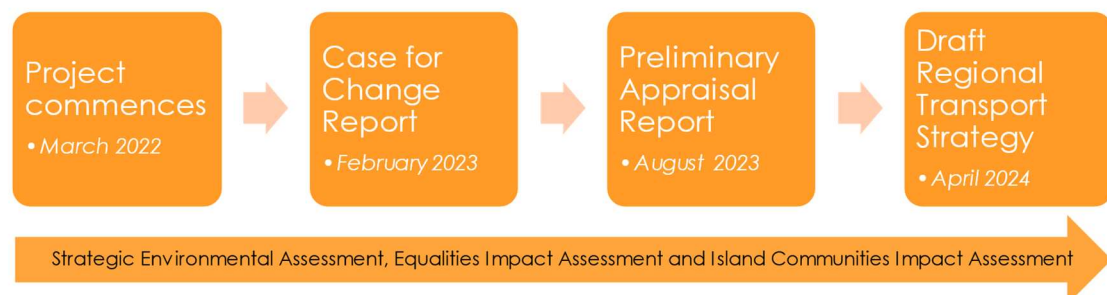 Project
commences
• March 2022
Case for
Change
Report
• February 2023
Preliminary
Appraisal
Report
• August 2023
Draft
Regional
Transport
Strategy
• April 2024
Strategic Environmental Assessment, Equalities Impact Assessment and Island Communities Impact Assessment